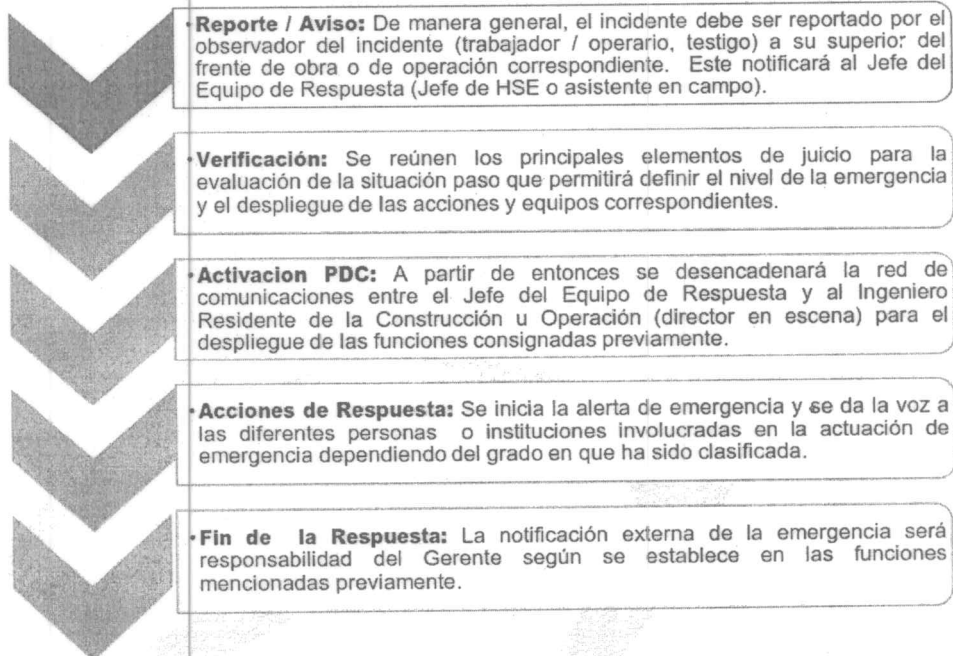 ·Reporte / Aviso: De manera general, el incidente debe ser reportado por el
observador del incidente (trabajador / operario, testigo) a su superior del
frente de obra o de operación correspondiente. Este notificará al Jefe del
Equipo de Respuesta (Jefe de HSE o asistente en campo).
·Verificación: Se reúnen los principales elementos de juicio para la
evaluación de la situación paso que permitirá definir el nivel de la emergencia
y el despliegue de las acciones y equipos correspondientes.
·Activacion PDC: A partir de entonces se desencadenará la red de
comunicaciones entre el Jefe del Equipo de Respuesta y al Ingeniero
Residente de la Construcción u Operación (director en escena) para el
despliegue de las funciones consignadas previamente.
·Acciones de Respuesta: Se inicia la alerta de emergencia y se da la voz a
las diferentes personas o instituciones involucradas en la actuación de
emergencia dependiendo del grado en que ha sido clasificada.
·Fin de la Respuesta: La notificación externa de la emergencia será
responsabilidad del Gerente según se establece en las funciones
mencionadas previamente.